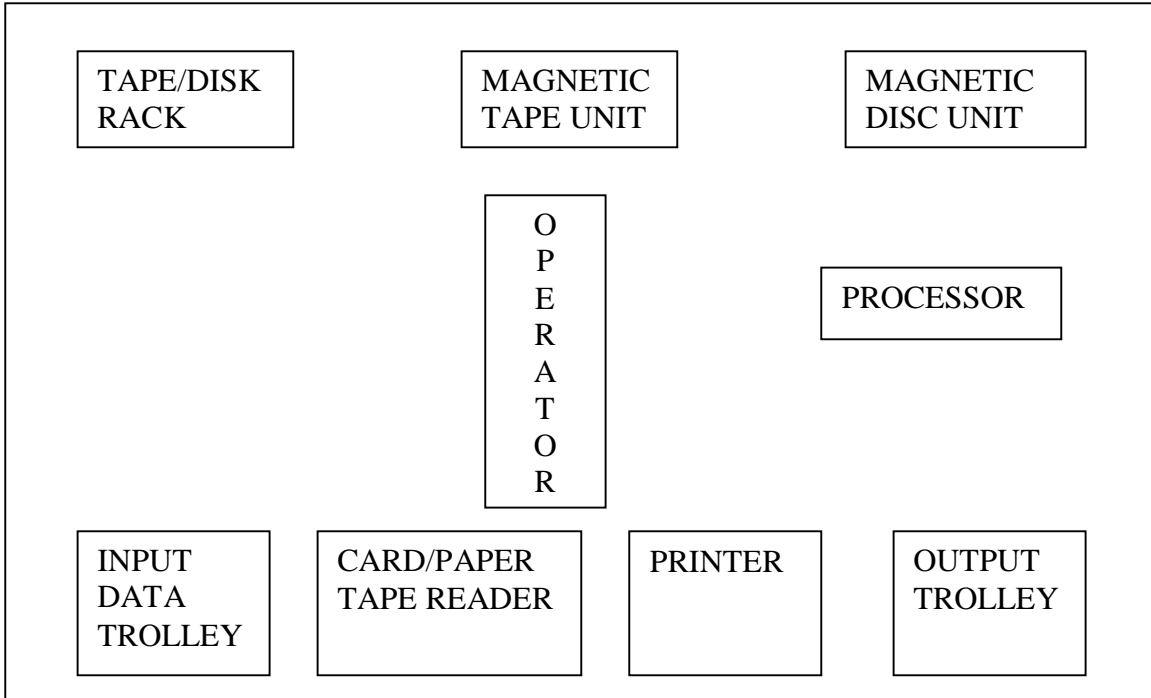 TAPE/DISK
RACK
MAGNETIC
TAPE UNIT
MAGNETIC
DISC UNIT
O
P
E
R
A
T
O
R
PROCESSOR
INPUT
DATA
TROLLEY
CARD/PAPER
TAPE READER
PRINTER
OUTPUT
TROLLEY